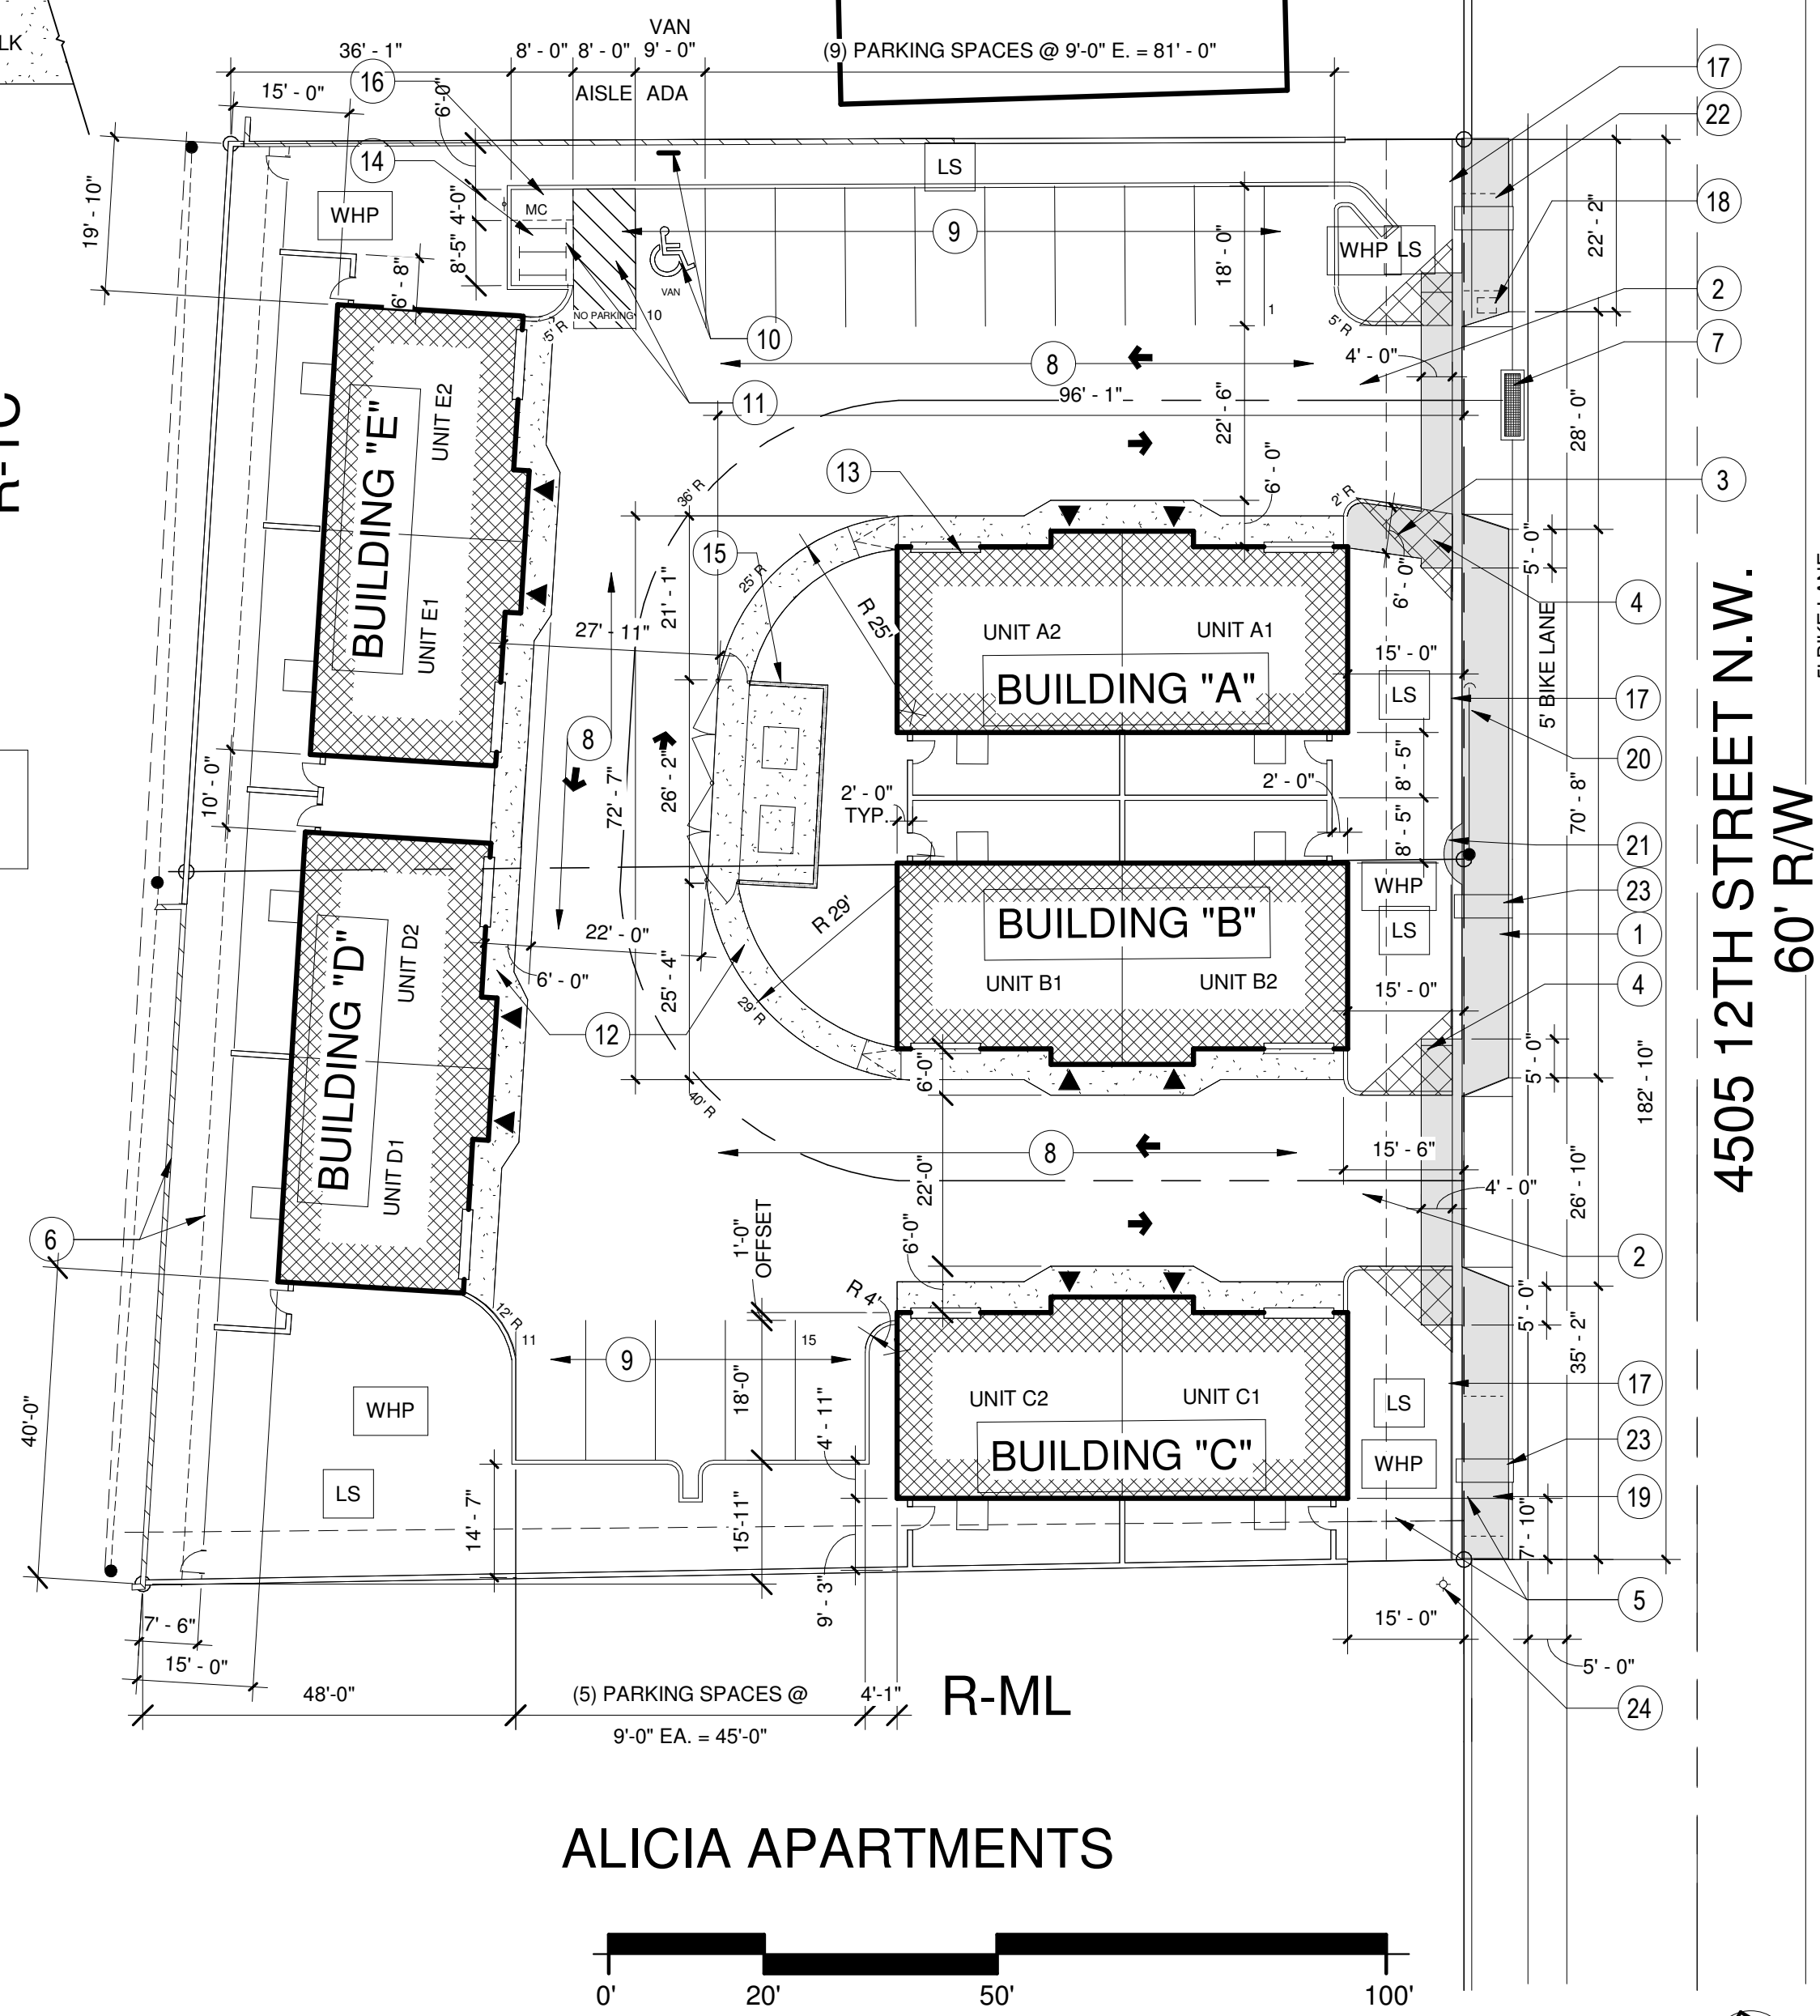 LK
VAN
36' - 1"
8' - 0"
8' - 0"
9' - 0"
(9) PARKING SPACES @ 9'-0" E. = 81' - 0"
AISLE
ADA
15' - 0"
16
6'-0"
14
17
22
18
2
7
19' - 10"
WHP
4'-0"
8'-5"
MC
LS
9
18' - 0"
WHP
LS
22' - 2"
6' - 8"
VAN
NO PARKING
10
1
5' R
5' R
10
8
4' - 0"
11
96' - 1"
22' - 6"
28' - 0"
R-1C
BUILDING "E"
UNIT E2
UNIT E1
13
6' - 0"
2' R
3
36' R
15
25' R
21' - 1"
27' - 11"
R 25'
UNIT A2
UNIT A1
BUILDING "A"
6' - 0"
5' - 0"
4
5' BIKE LANE
15' - 0"
LS
17
20
8
72' - 7"
26' - 2"
10' - 0"
2' - 0"
TYP.
2' - 0"
8' - 5"
8' - 5"
70' - 8"
21
23
1
4
WHP
LS
R 29'
BUILDING "B"
UNIT B1
UNIT B2
15' - 0"
22' - 0"
6' - 0"
25' - 4"
29' R
12
BUILDING "D"
UNIT D2
UNIT D1
40' R
6'-0"
5' - 0"
182' - 10"
4505 12TH STREET N.W.
60' R/W
8
22'-0"
15' - 6"
4' - 0"
26' - 10"
2
6
1'-0"
OFFSET
6'-0"
R 4'
12' R
11
15
9
18'-0"
4' - 11"
UNIT C2
UNIT C1
BUILDING "C"
5' - 0"
35' - 2"
17
LS
WHP
23
19
40'-0"
WHP
LS
14' - 7"
15'-11"
9' - 3"
7' - 10"
5
7' - 6"
15' - 0"
15' - 0"
5' - 0"
24
48'-0"
(5) PARKING SPACES @
9'-0" EA. = 45'-0"
4'-1"
R-ML
ALICIA APARTMENTS
0'
20'
50'
100'